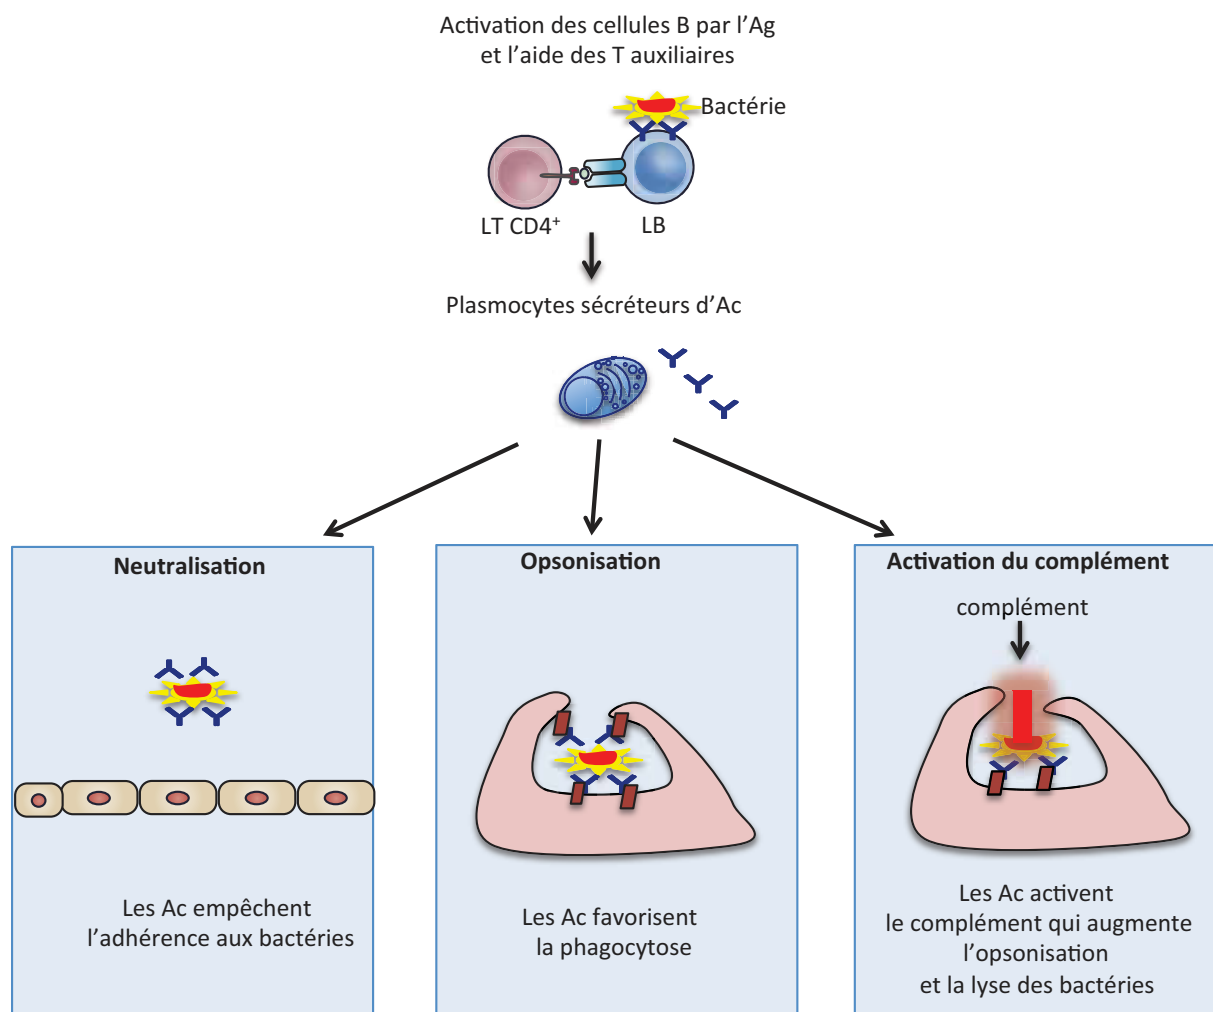 Activation des cellules B par l'Ag
et l'aide des T auxiliaires
Bactérie
LT CD4⁺
LB
Plasmocytes sécréteurs d'Ac
Neutralisation
Les Ac empêchent
l'adhérence aux bactéries
Opsonisation
Les Ac favorisent
la phagocytose
Activation du complément
complément
Les Ac activent
le complément qui augmente
l'opsonisation
et la lyse des bactéries